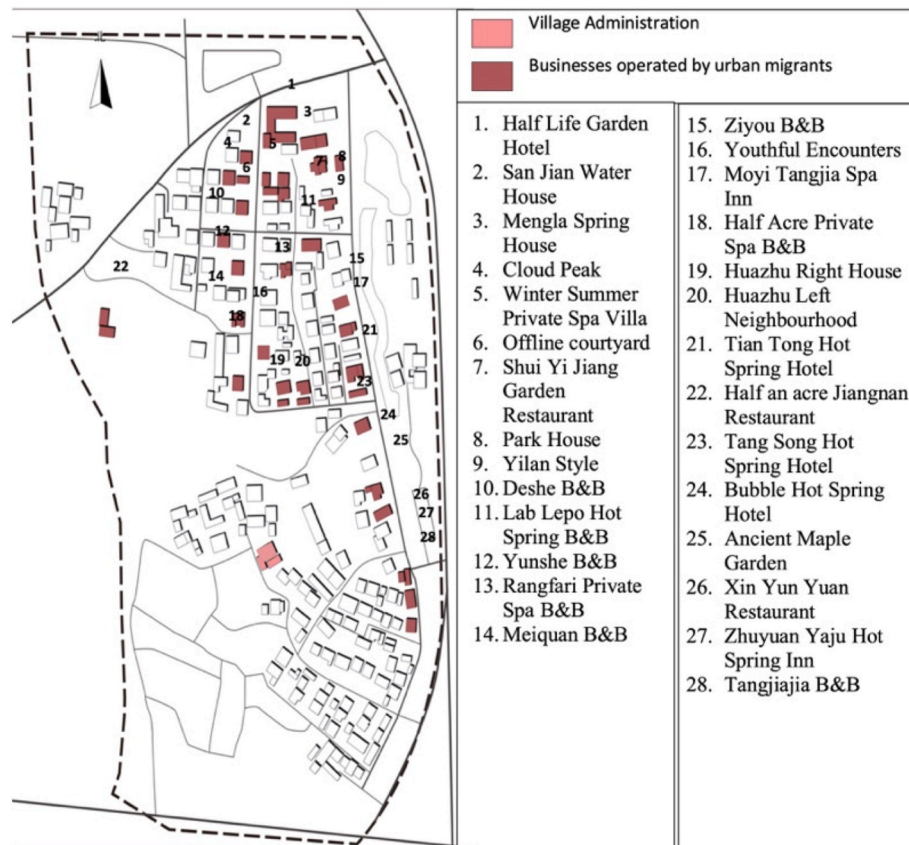 Village Administration
Businesses operated by urban migrants
1. Half Life Garden
Hotel
2. San Jian Water
House
3. Mengla Spring
House
4. Cloud Peak
5. Winter Summer
Private Spa Villa
6. Offline courtyard
7. Shui Yi Jiang
Garden
Restaurant
8. Park House
9. Yilan Style
10. Deshe B&B
11. Lab Lepo Hot
Spring B&B
12. Yunshe B&B
13. Rangfari Private
Spa B&B
14. Meiquan B&B
15. Ziyou B&B
16. Youthful Encounters
17. Moyi Tangjia Spa
Inn
18. Half Acre Private
Spa B&B
19. Huazhu Right House
20. Huazhu Left
Neighbourhood
21. Tian Tong Hot
Spring Hotel
22. Half an acre Jiangnan
Restaurant
23. Tang Song Hot
Spring Hotel
24. Bubble Hot Spring
Hotel
25. Ancient Maple
Garden
26. Xin Yun Yuan
Restaurant
27. Zhuyuan Yaju Hot
Spring Inn
28. Tangjiajia B&B
1
2
3
4
5
6
7
8
9
10
11
12
13
14
15
16
17
18
19
20
21
22
23
24
25
26
27
28